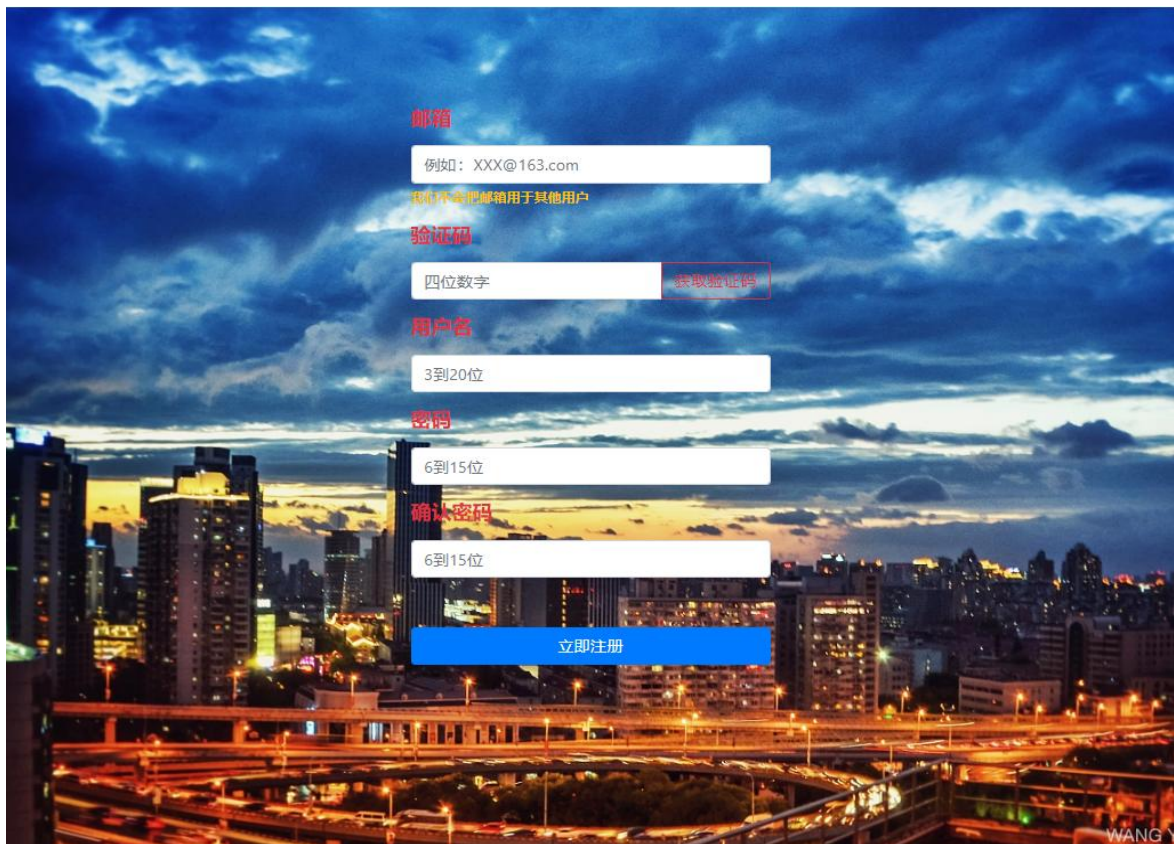 邮箱
例如：XXX@163.com
我们不会把邮箱用于其他用户
验证码
四位数字 获取验证码
用户名
3到20位
密码
6到15位
确认密码
6到15位
立即注册
WANG